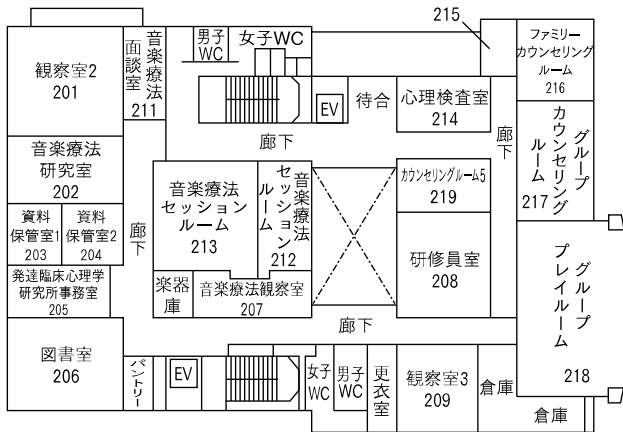 観察室2
201
音楽療法
面談室
211
男子
WC
女子WC
215
ファミリー
カウンセリング
ルーム
216
EV
待合
心理検査室
214
廊下
廊下
グループ
カウンセリング
ルーム
217
音楽療法
研究室
202
資料
保管室1
203
資料
保管室2
204
廊下
音楽療法
セッション
ルーム
213
音楽療法
セッション
ルーム
212
カウンセリングルーム5
219
研修員室
208
発達臨床心理学
研究所事務室
205
楽器
庫
音楽療法観察室
207
グループ
プレイルーム
218
廊下
図書室
206
パントリー
EV
女子
WC
男子
WC
更衣室
観察室3
209
倉庫
倉庫